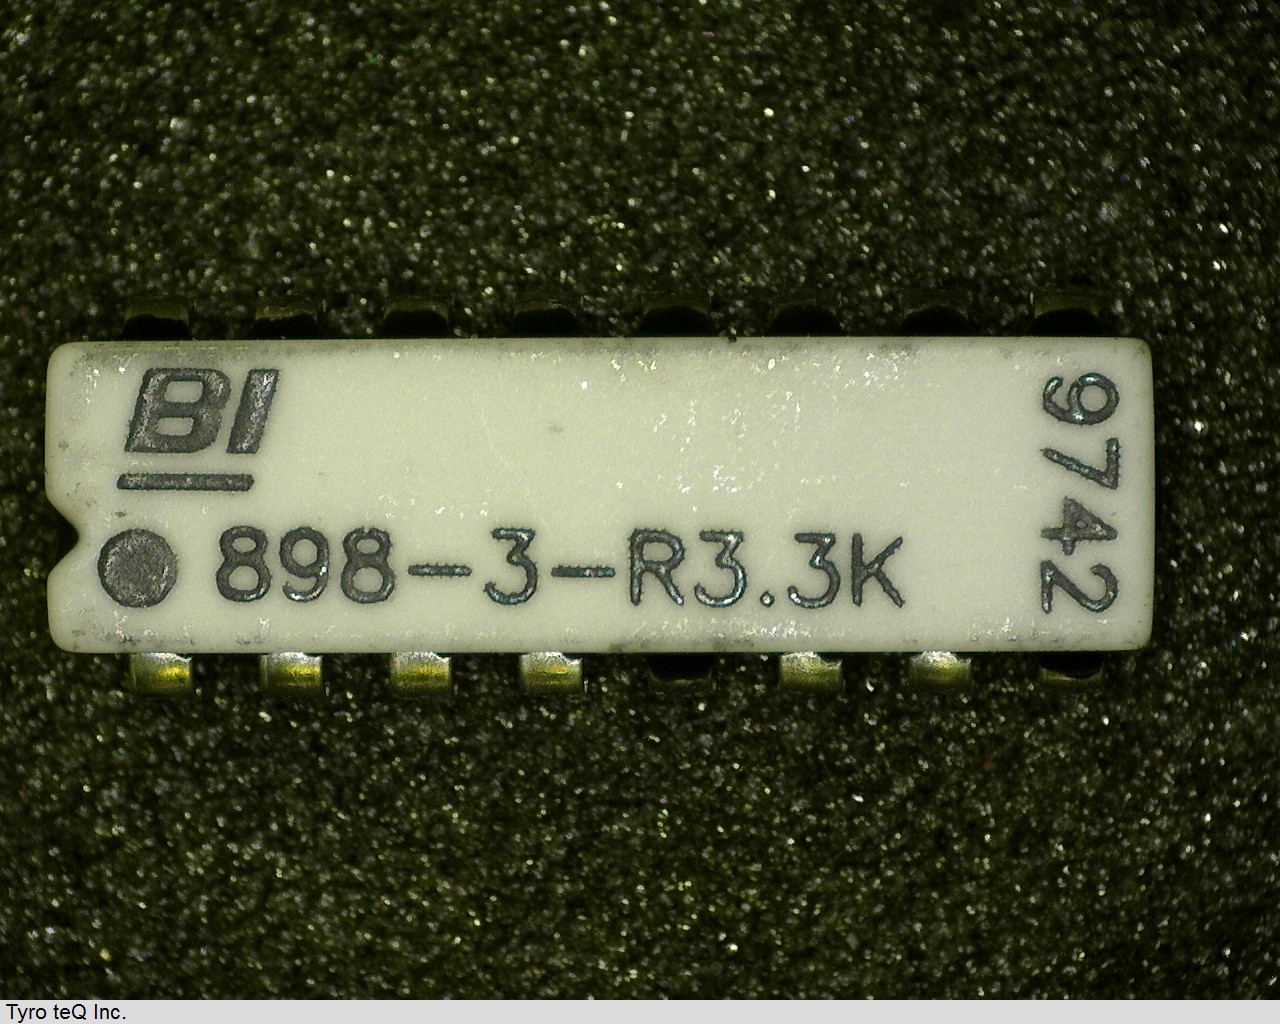 BI
898-3-R3.3K
9742
Tyro teQ Inc.